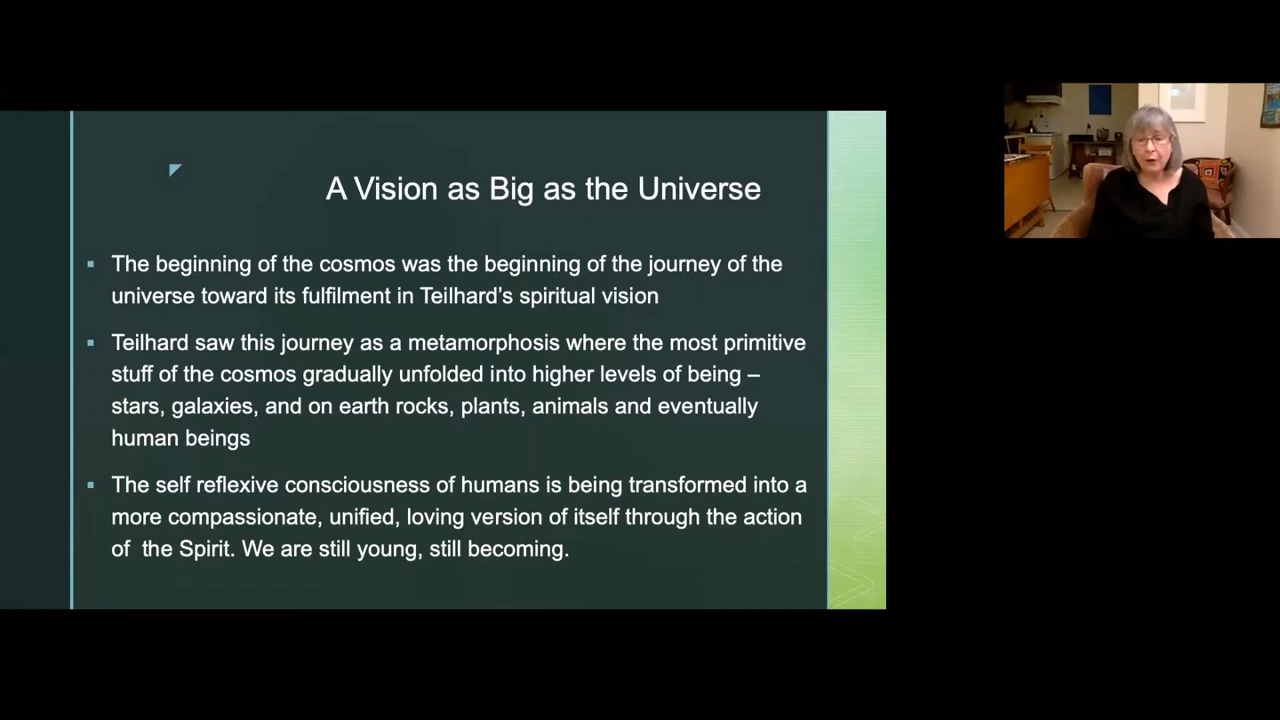 A Vision as Big as the Universe
▪ The beginning of the cosmos was the beginning of the journey of the
universe toward its fulfilment in Teilhard’s spiritual vision
▪ Teilhard saw this journey as a metamorphosis where the most primitive
stuff of the cosmos gradually unfolded into higher levels of being –
stars, galaxies, and on earth rocks, plants, animals and eventually
human beings
▪ The self reflexive consciousness of humans is being transformed into a
more compassionate, unified, loving version of itself through the action
of  the Spirit. We are still young, still becoming.